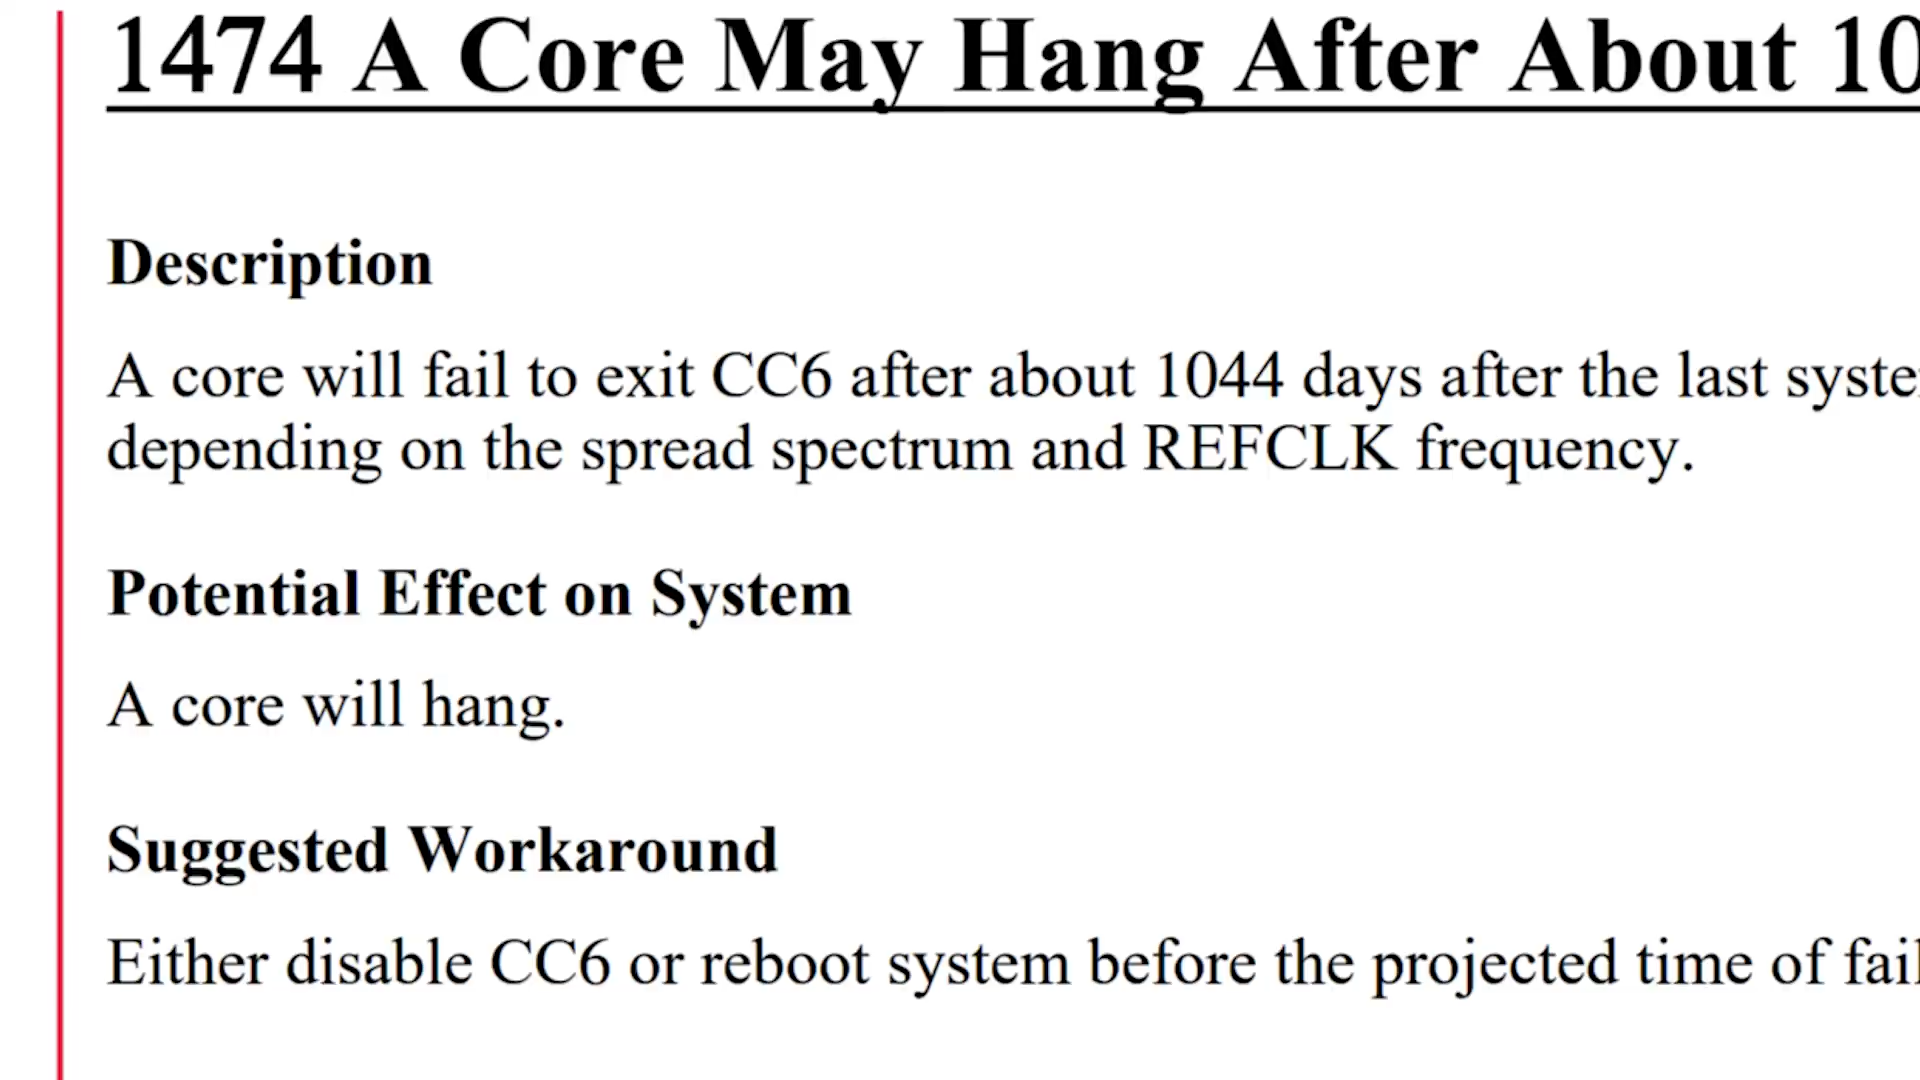 1474 A Core May Hang After About 10
Description
A core will fail to exit CC6 after about 1044 days after the last syste
depending on the spread spectrum and REFCLK frequency.
Potential Effect on System
A core will hang.
Suggested Workaround
Either disable CC6 or reboot system before the projected time of fail